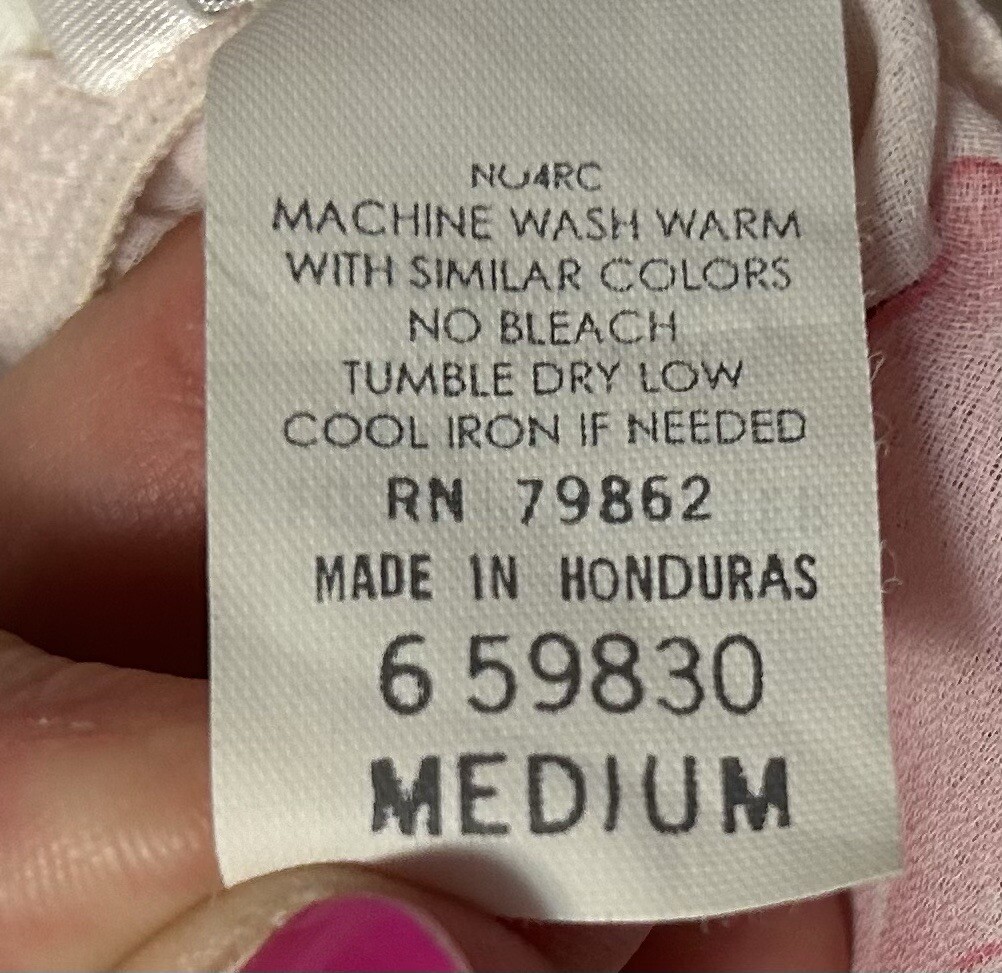 NU4RC
MACHINE WASH WARM
WITH SIMILAR COLORS
NO BLEACH
TUMBLE DRY LOW
COOL IRON IF NEEDED
RN 79862
MADE IN HONDURAS
6 59830
MEDIUM